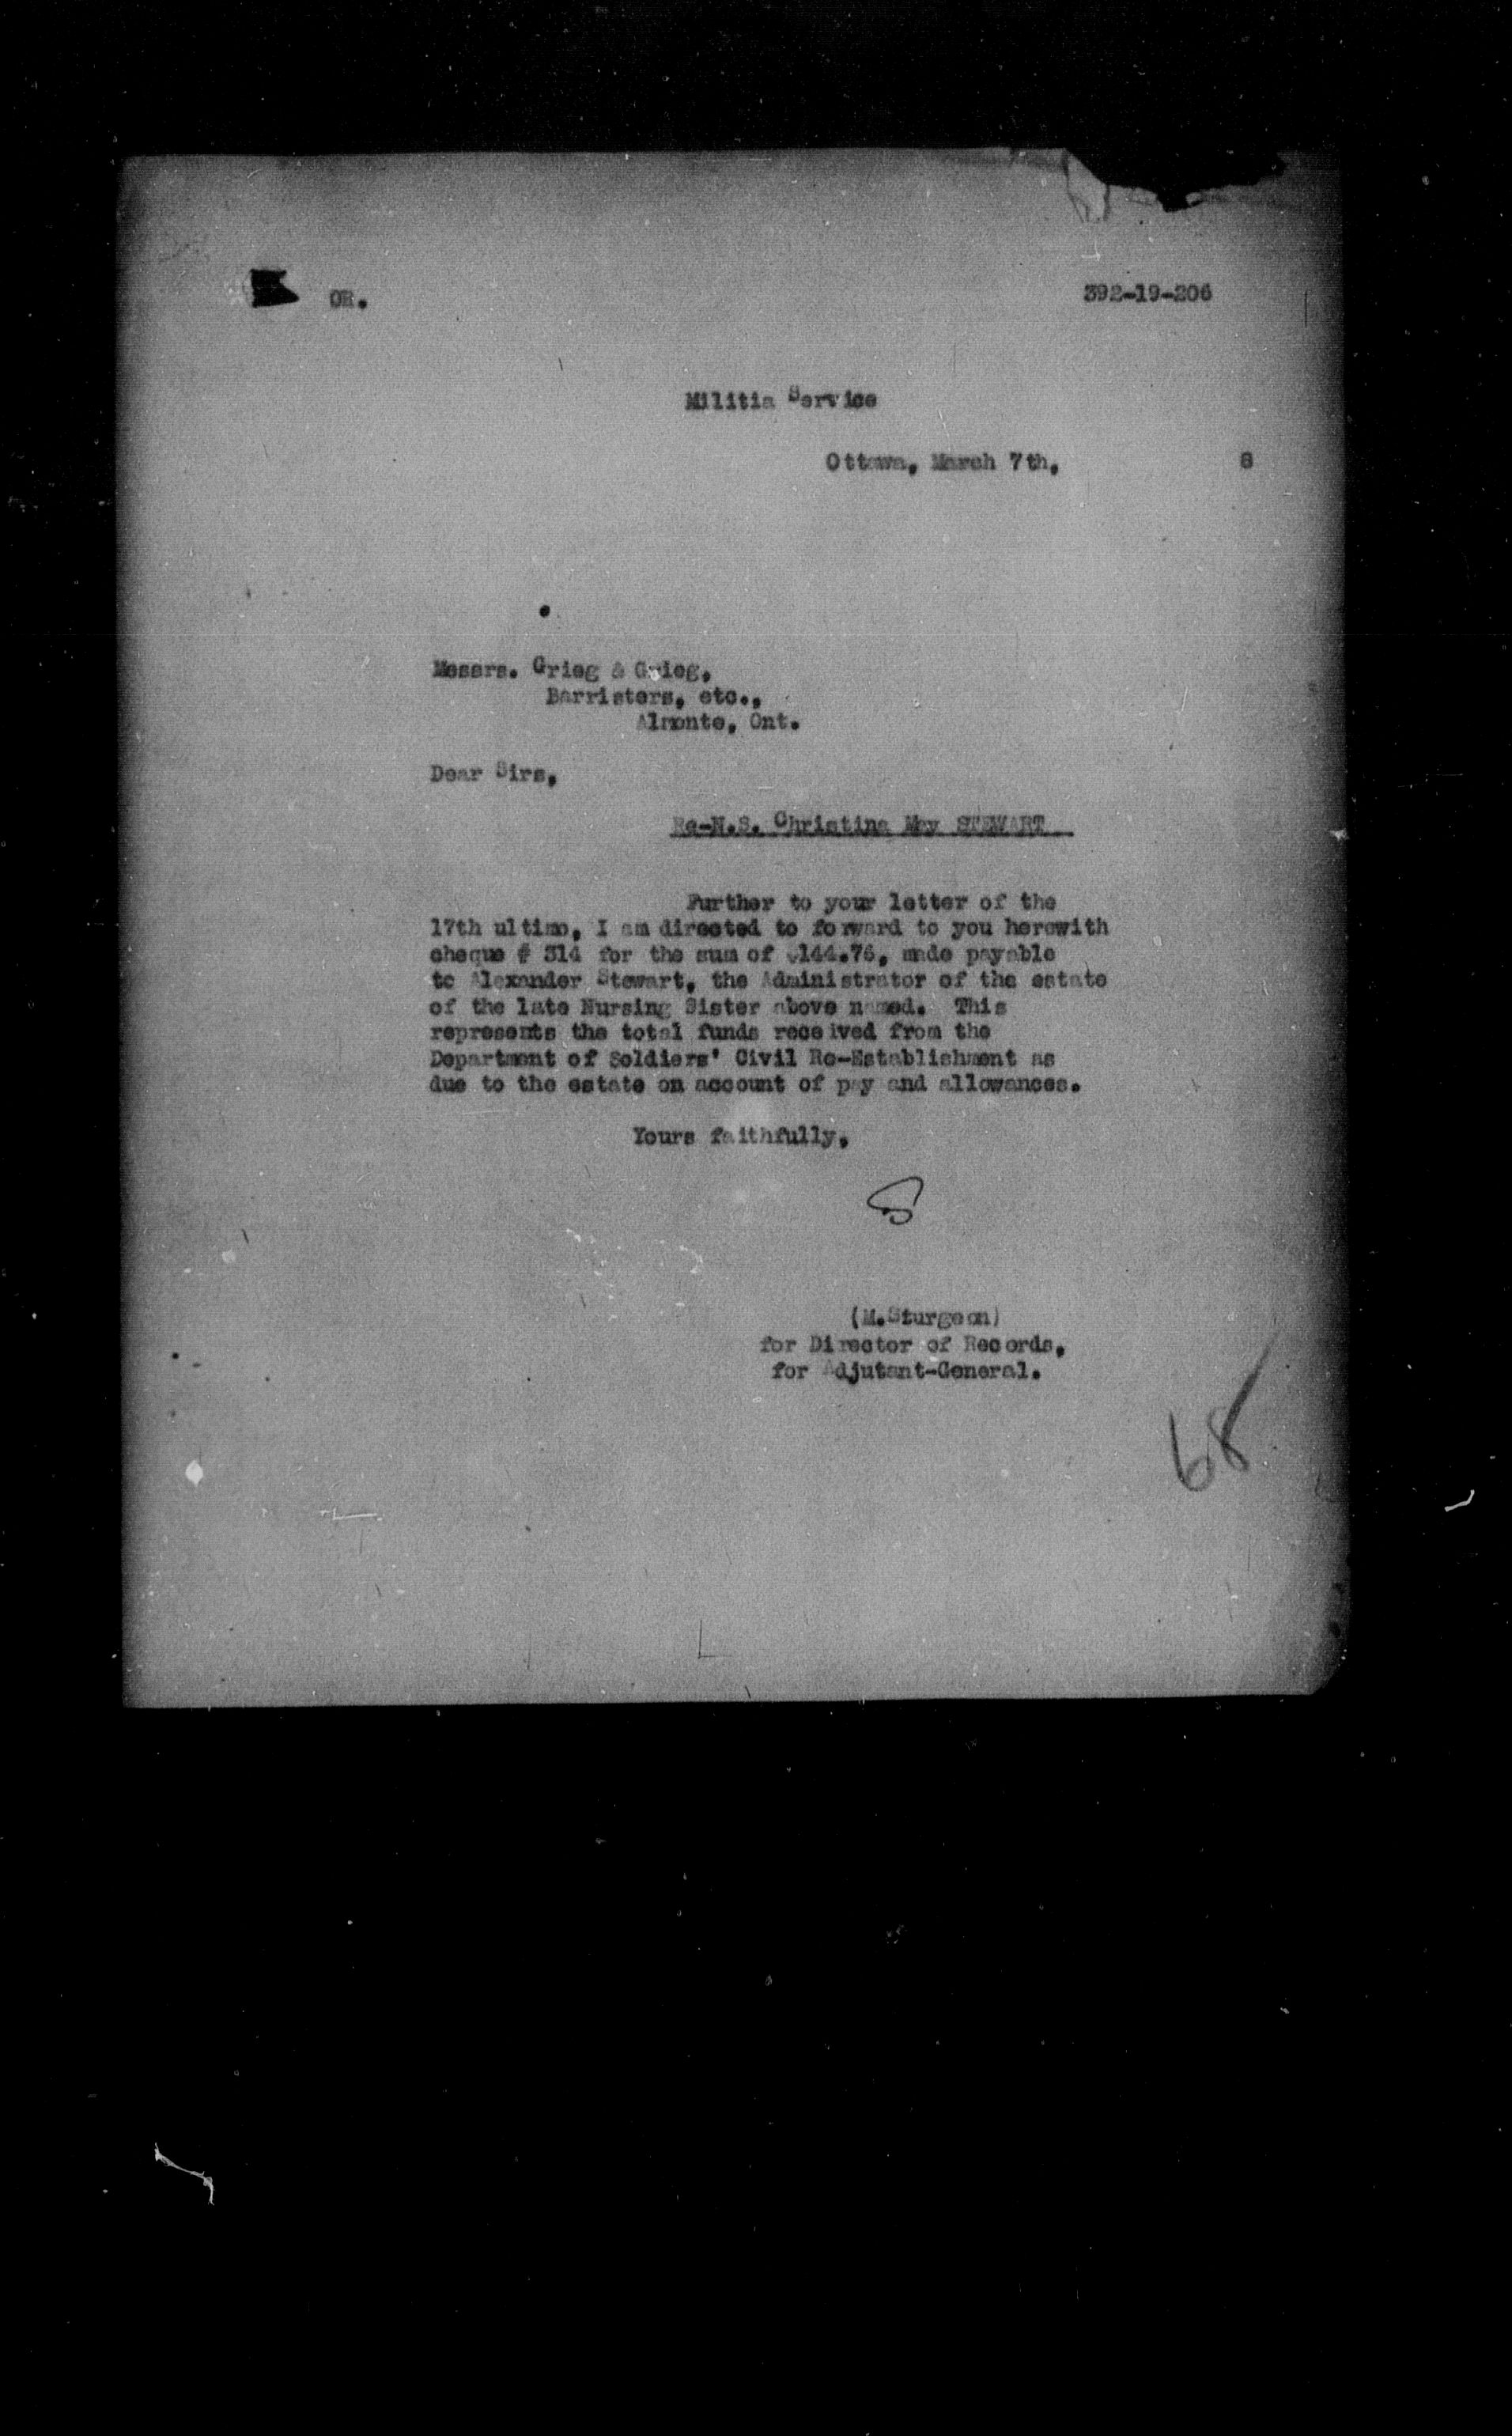 OR.
392-19-206
Militia Service
Ottawa, March 7th, 8
Messrs. Grieg & Grieg,
Barristers, etc.,
Almonte, Ont.
Dear Sirs,
Re-N.S. Christina May STEWART
Further to your letter of the
17th ultimo, I am directed to forward to you herewith
cheque # 314 for the sum of $144.76, made payable
to Alexander Stewart, the Administrator of the estate
of the late Nursing Sister above named. This
represents the total funds received from the
Department of Soldiers' Civil Re-Establishment as
due to the estate on account of pay and allowances.
Yours faithfully,
S
(M.Sturgeon)
for Director of Records,
for Adjutant-General.
68